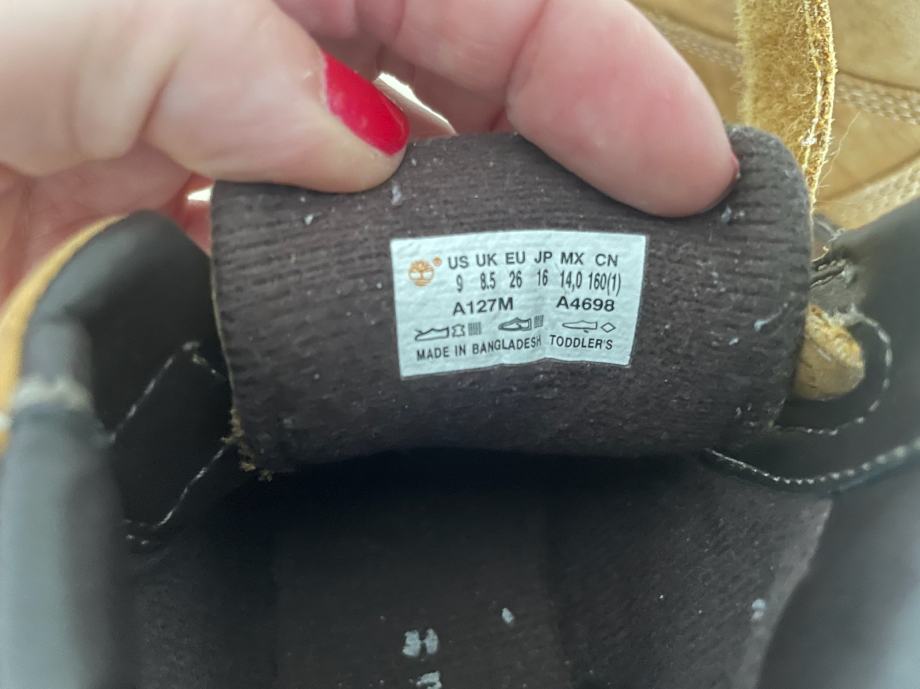 ® US UK EU JP MX CN
9 8.5 26 16 14,0 160(1)
A127M A4698
MADE IN BANGLADESH TODDLER'S